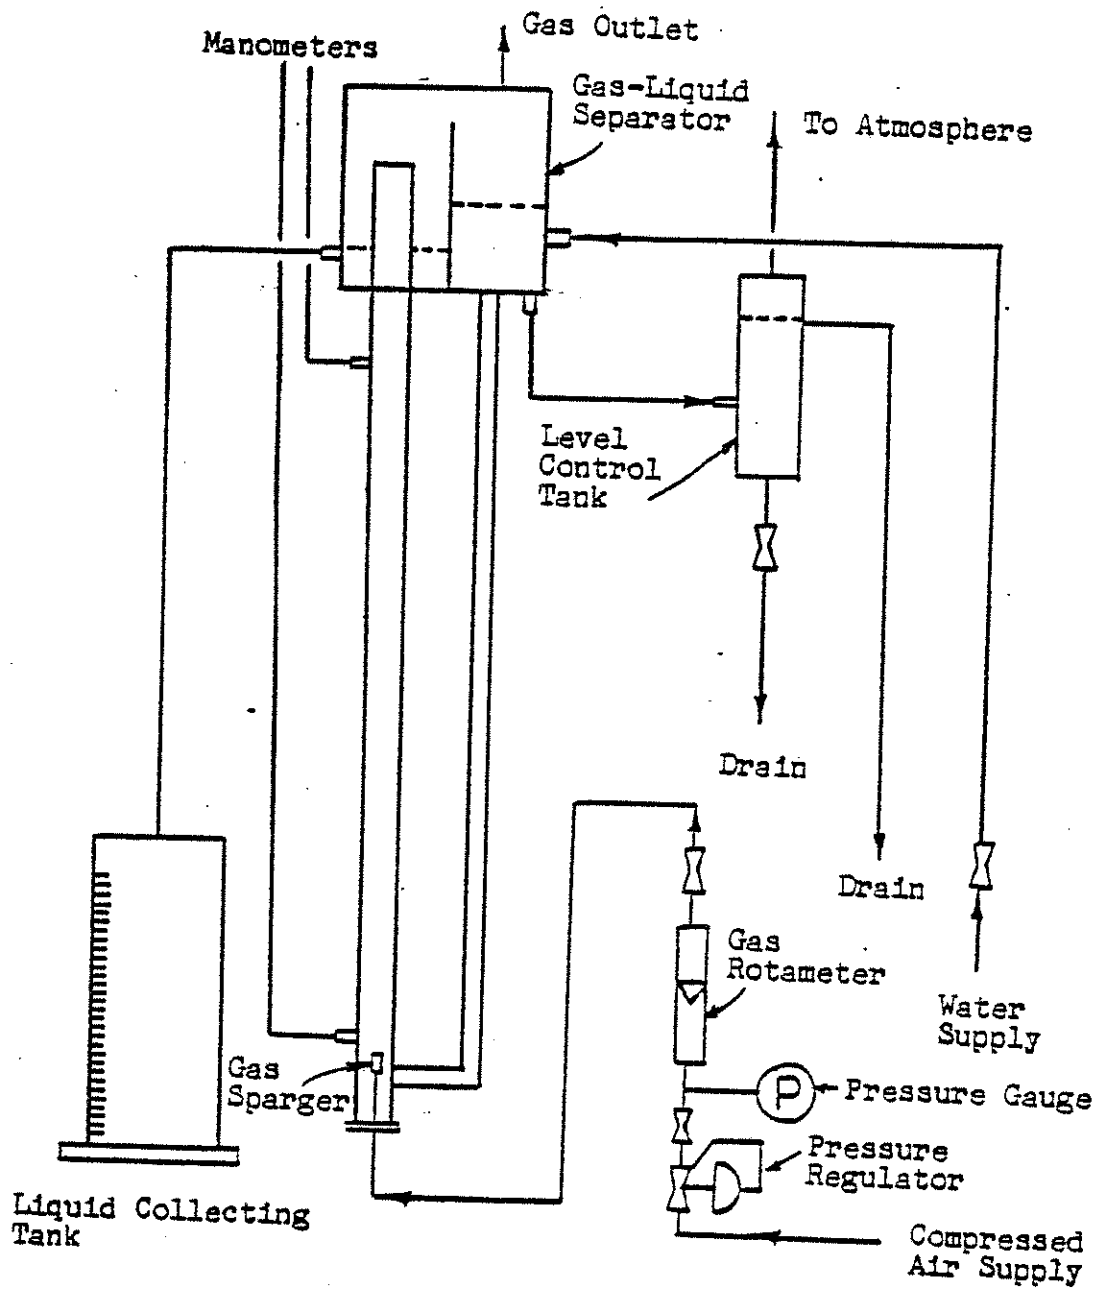 Gas Outlet
Manometers
Gas-Liquid
Separator
To Atmosphere
Level
Control
Tank
Drain
Drain
Gas
Rotameter
Water
Supply
Gas
Sparger
P
Pressure Gauge
Pressure
Regulator
Liquid Collecting
Tank
Compressed
Air Supply